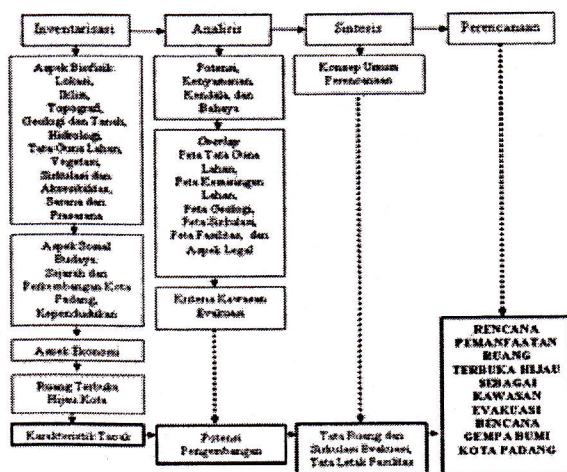 Inventarisasi
Analisis
Sintesis
Perencanaan
Aspek Biofisik:
Lokasi,
Iklim,
Topografi,
Geologi dan Tanah,
Hidrologi,
Tata Guna Lahan,
Vegetasi,
Sirkulasi dan
Aksesibilitas,
Sarana dan
Prasarana
Aspek Sosial
Budaya:
Sejarah dan
Perkembangan Kota
Padang,
Kependudukan
Aspek Ekonomi
Ruang Terbuka
Hijau Kota
Karakteristik Tapak
Potensi,
Kenyamanan
Kendala, dan
Bahaya
Overlap
Peta Tata Guna
Lahan,
Peta Kemiringan
Lahan,
Peta Geologi,
Peta Sirkulasi,
Peta Fasilitas, dan
Aspek Legal
Kriteria Kawasan
Evakuasi
Potensi
Pengembangan
Konsep Umum
Perencanaan
Tata Ruang dan
Sirkulasi Evakuasi,
Tata Letak Fasilitas
RENCANA
PEMANFAATAN
RUANG
TERBUKA HIJAU
SEBAGAI
KAWASAN
EVAKUASI
BENCANA
GEMPA BUMI
KOTA PADANG